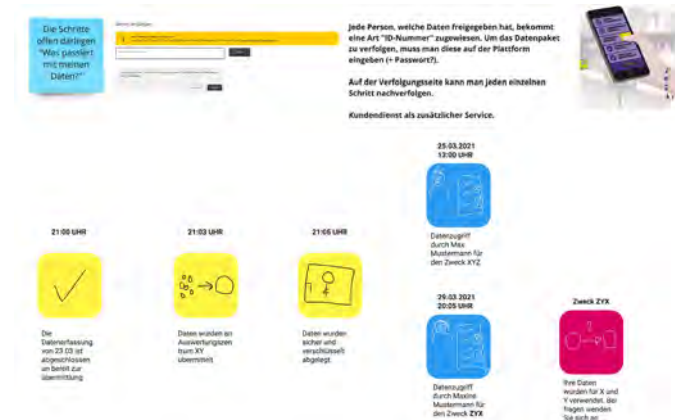 Die Schritte
offen darlegen
"Was passiert
mit meinen
Daten?"
Jede Person, welche Daten freigegeben hat, bekommt
eine Art "ID-Nummer" zugewiesen. Um das Datenpaket
zu verfolgen, muss man diese auf der Plattform
eingeben (+ Passwort?).
Auf der Verfolgungsseite kann man jeden einzelnen
Schritt nachverfolgen.
Kundendienst als zusätzlicher Service.
25.03.2021
13:00 UHR
Datenzugriff
durch Max
Mustermann für
den Zweck XYZ
21:00 UHR
Die
Datenerfassung
von 23.03 ist
abgeschlossen
un bereit zur
übermittlung
21:03 UHR
Daten wurden an
Auswertungszen
trum XY
übermittelt
21:05 UHR
Daten wurden
sicher und
verschlüsselt
abgelegt.
29.03.2021
20:05 UHR
Datenzugriff
durch Maxine
Mustermann für
den Zweck ZYX
Zweck ZYX
Ihre Daten
wurden für X und
Y verwendet. Bei
fragen wenden
Sie sich an